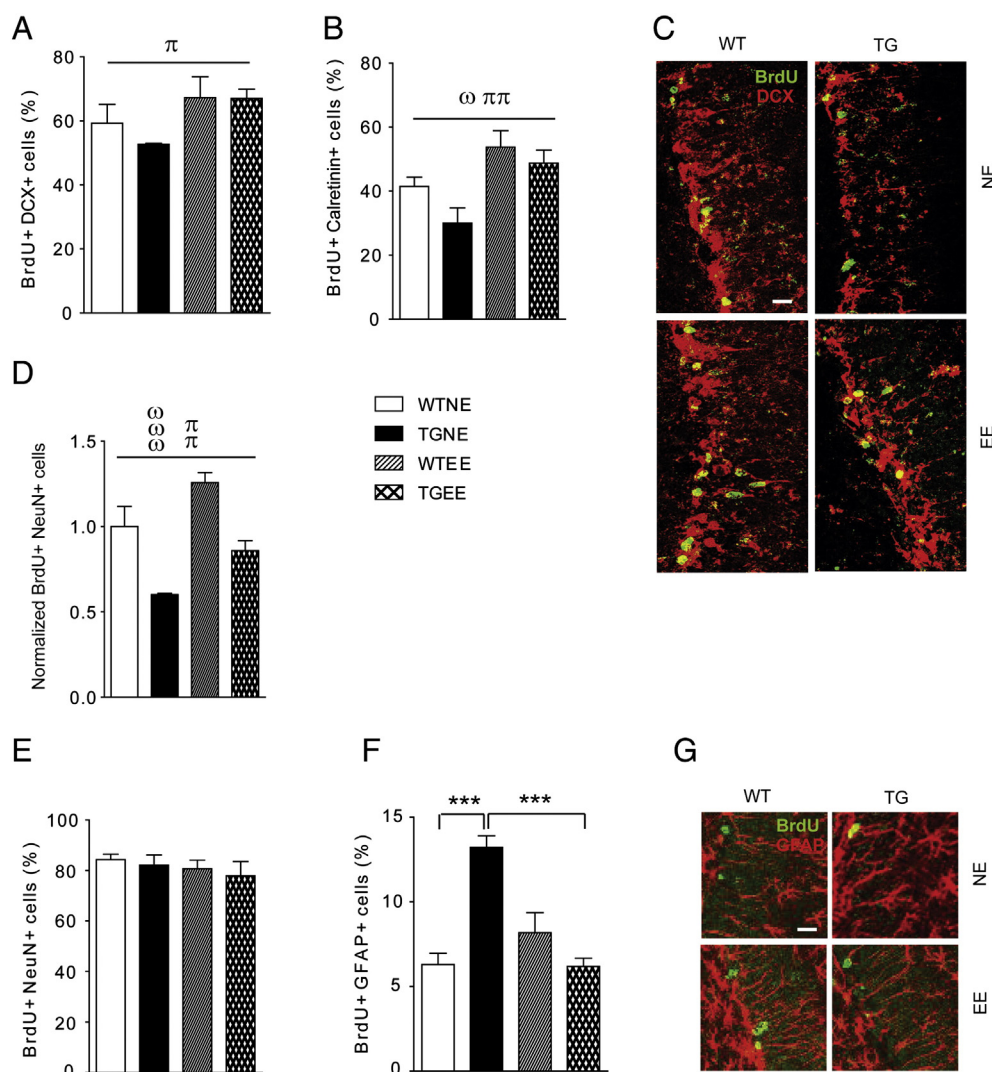 A
π
BrdU+ DCX+ cells (%)
80
60
40
20
0
B
ω ππ
BrdU+ Calretinin+ cells (%)
80
60
40
20
0
C
WT
TG
BrdU
DCX
NE
EE
D
ω
ω π
ω π
Normalized BrdU+ NeuN+ cells
1.5
1.0
0.5
0.0
WTNE
TGNE
WTEE
TGEE
E
BrdU+ NeuN+ cells (%)
100
80
60
40
20
0
F
*** ***
BrdU+ GFAP+ cells (%)
15
10
5
0
G
WT
TG
BrdU
GFAP
NE
EE